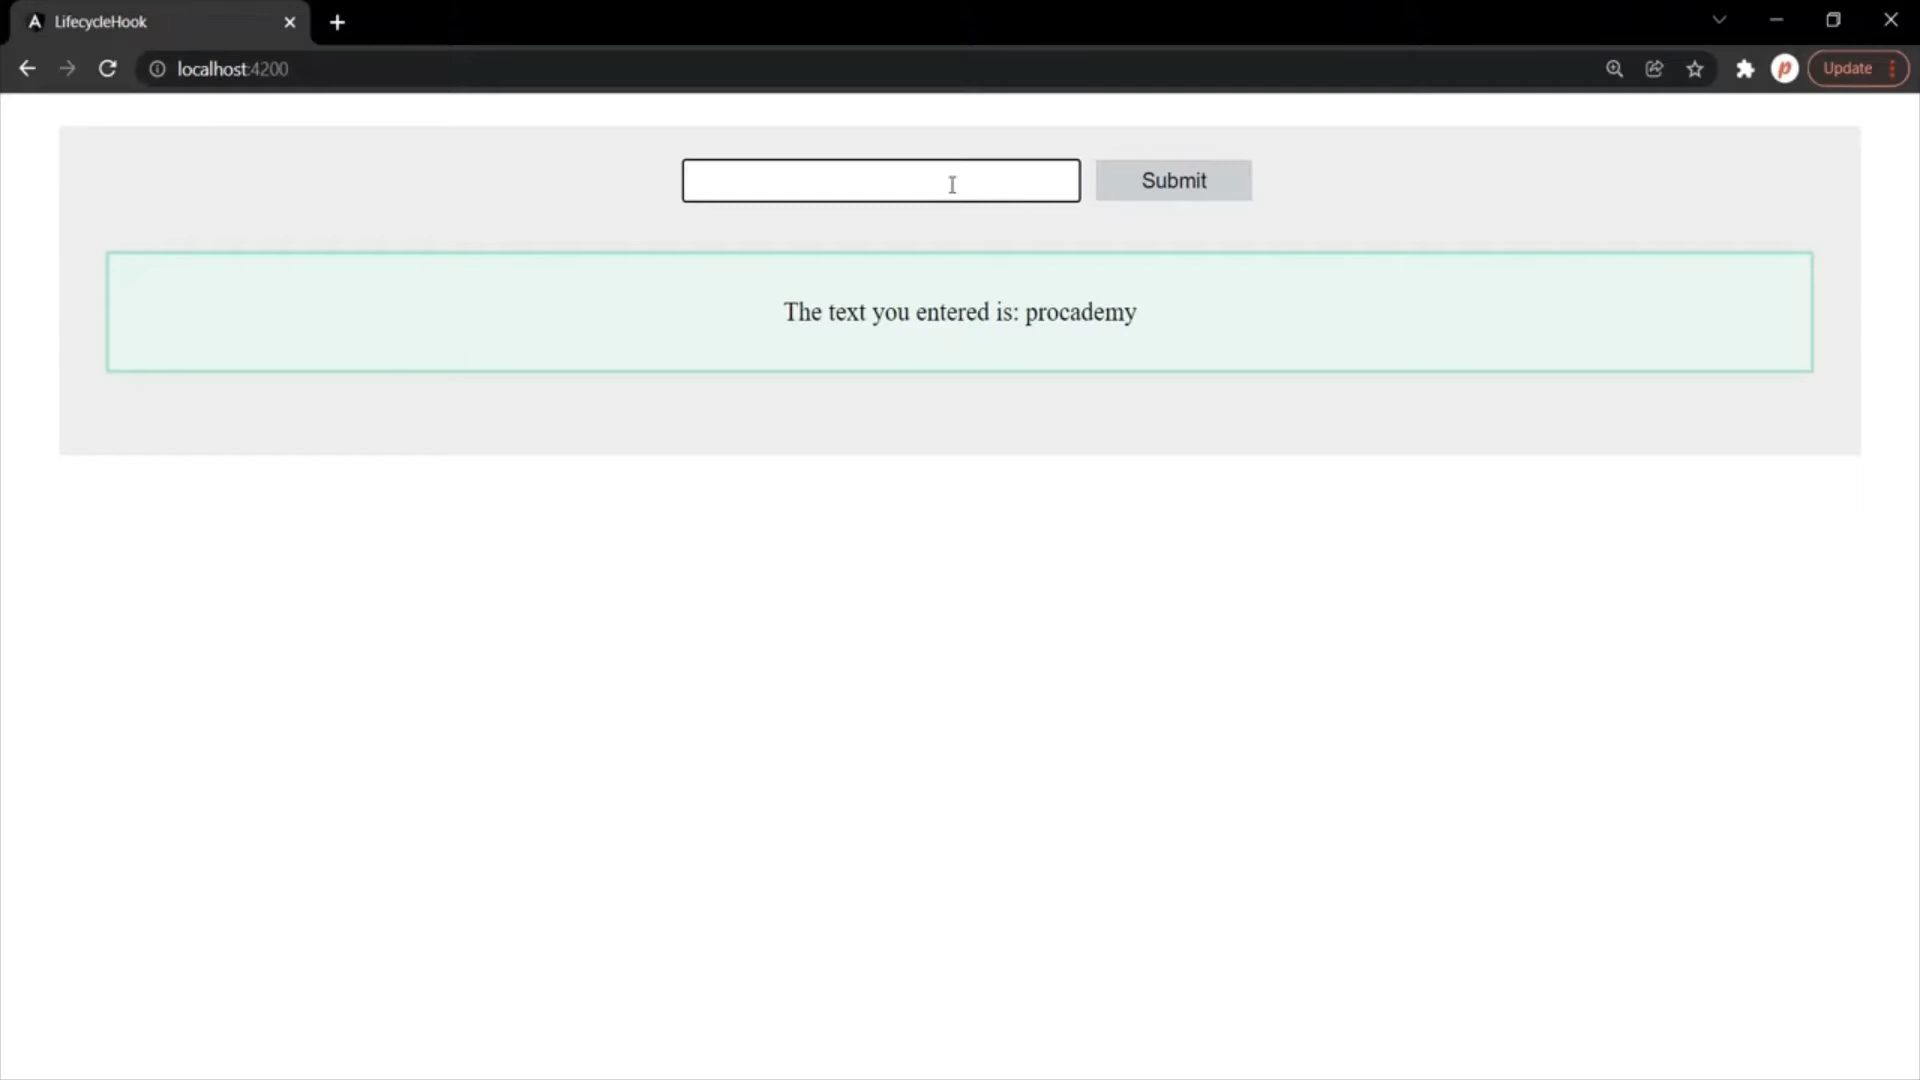 LifecycleHook
localhost:4200
Update
Submit
The text you entered is: procademy